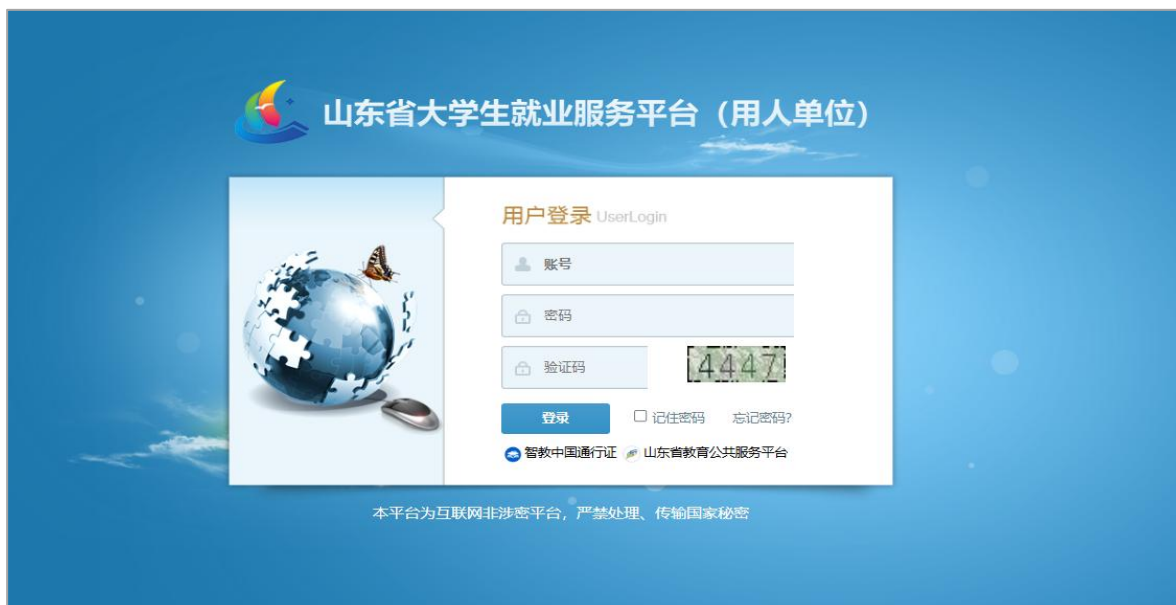 山东省大学生就业服务平台（用人单位）
用户登录 UserLogin
账号
密码
验证码 4447
登录 记住密码 忘记密码?
智教中国通行证 山东省教育公共服务平台
本平台为互联网非涉密平台，严禁处理、传输国家秘密